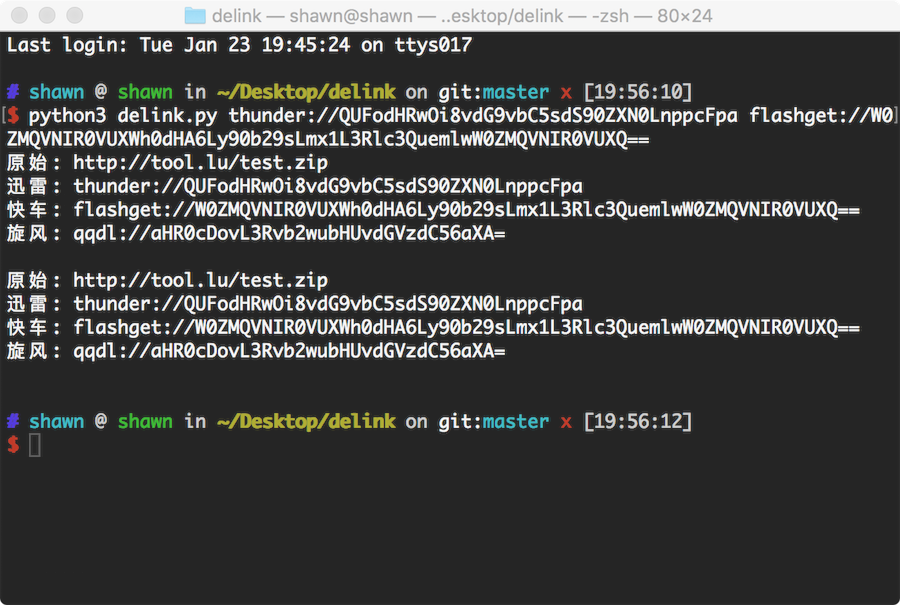 delink — shawn@shawn — ..esktop/delink — -zsh — 80×24
Last login: Tue Jan 23 19:45:24 on ttys017
# shawn @ shawn in ~/Desktop/delink on git:master x [19:56:10]
[$ python3 delink.py thunder://QUFodHRwOi8vdG9vbC5sdS90ZXN0LnppcFpa flashget://W0]
ZMQVNIR0VUXWh0dHA6Ly90b29sLmx1L3Rlc3QuemlwW0ZMQVNIR0VUXQ==
原始: http://tool.lu/test.zip
迅雷: thunder://QUFodHRwOi8vdG9vbC5sdS90ZXN0LnppcFpa
快车: flashget://W0ZMQVNIR0VUXWh0dHA6Ly90b29sLmx1L3Rlc3QuemlwW0ZMQVNIR0VUXQ==
旋风: qqdl://aHR0cDovL3Rvb2wubHUvdGVzdC56aXA=
原始: http://tool.lu/test.zip
迅雷: thunder://QUFodHRwOi8vdG9vbC5sdS90ZXN0LnppcFpa
快车: flashget://W0ZMQVNIR0VUXWh0dHA6Ly90b29sLmx1L3Rlc3QuemlwW0ZMQVNIR0VUXQ==
旋风: qqdl://aHR0cDovL3Rvb2wubHUvdGVzdC56aXA=
# shawn @ shawn in ~/Desktop/delink on git:master x [19:56:12]
$